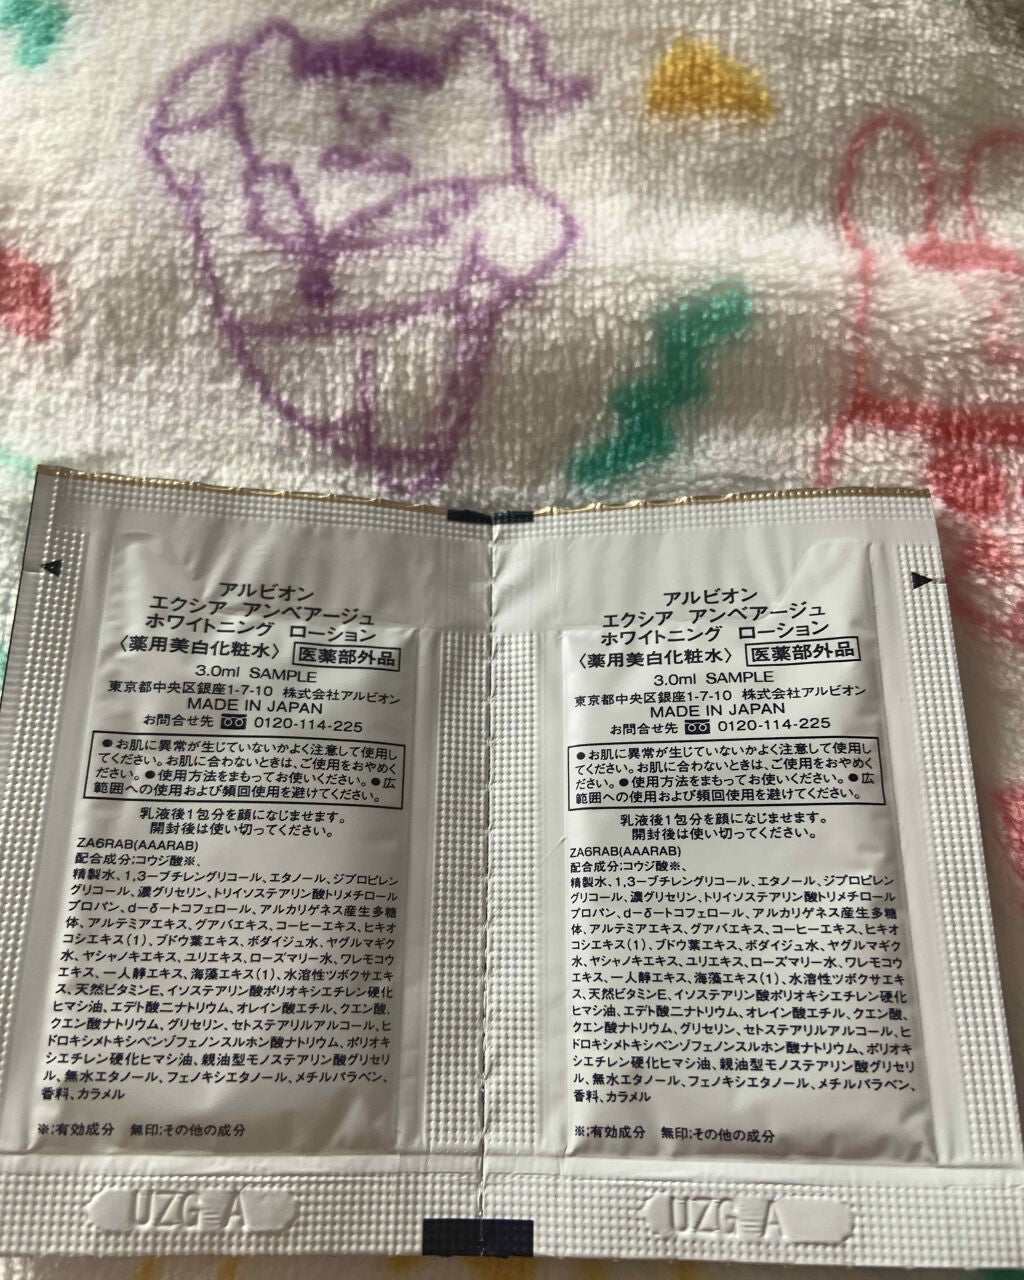 アルビオン
エクシア アンベアージュ
ホワイトニング ローション
〈薬用美白化粧水〉 医薬部外品
3.0ml SAMPLE
東京都中央区銀座1-7-10 株式会社アルビオン
MADE IN JAPAN
お問合せ先 0120-114-225
●お肌に異常が生じていないかよく注意して使用し
てください。お肌に合わないときは、ご使用をおやめく
ださい。●使用方法をまもってお使いください。●広
範囲への使用および頻回使用を避けてください。
乳液後1包分を顔になじませます。
開封後は使い切ってください。
ZA6RAB(AAARAB)
配合成分:コウジ酸※、
精製水、1,3-ブチレングリコール、エタノール、ジプロピレン
グリコール、濃グリセリン、トリイソステアリン酸トリメチロール
プロパン、d-δ-トコフェロール、アルカリゲネス産生多糖
体、アルテミアエキス、グアバエキス、コーヒーエキス、ヒキオ
コシエキス(1)、ブドウ葉エキス、ボダイジュ水、ヤグルマギク
水、ヤシャノキエキス、ユリエキス、ローズマリー水、ワレモコウ
エキス、一人静エキス、海藻エキス(1)、水溶性ツボクサエキ
ス、天然ビタミンE、イソステアリン酸ポリオキシエチレン硬化
ヒマシ油、エデト酸二ナトリウム、オレイン酸エチル、クエン酸、
クエン酸ナトリウム、グリセリン、セトステアリルアルコール、ヒ
ドロキシメトキシベンゾフェノンスルホン酸ナトリウム、ポリオキ
シエチレン硬化ヒマシ油、親油型モノステアリン酸グリセリ
ル、無水エタノール、フェノキシエタノール、メチルパラベン、
香料、カラメル
※;有効成分 無印;その他の成分
UZG A
アルビオン
エクシア アンベアージュ
ホワイトニング ローション
〈薬用美白化粧水〉 医薬部外品
3.0ml SAMPLE
東京都中央区銀座1-7-10 株式会社アルビオン
MADE IN JAPAN
お問合せ先 0120-114-225
●お肌に異常が生じていないかよく注意して使用し
てください。お肌に合わないときは、ご使用をおやめく
ださい。●使用方法をまもってお使いください。●広
範囲への使用および頻回使用を避けてください。
乳液後1包分を顔になじませます。
開封後は使い切ってください。
ZA6RAB(AAARAB)
配合成分:コウジ酸※、
精製水、1,3-ブチレングリコール、エタノール、ジプロピレン
グリコール、濃グリセリン、トリイソステアリン酸トリメチロール
プロパン、d-δ-トコフェロール、アルカリゲネス産生多糖
体、アルテミアエキス、グアバエキス、コーヒーエキス、ヒキオ
コシエキス(1)、ブドウ葉エキス、ボダイジュ水、ヤグルマギク
水、ヤシャノキエキス、ユリエキス、ローズマリー水、ワレモコウ
エキス、一人静エキス、海藻エキス(1)、水溶性ツボクサエキ
ス、天然ビタミンE、イソステアリン酸ポリオキシエチレン硬化
ヒマシ油、エデト酸二ナトリウム、オレイン酸エチル、クエン酸、
クエン酸ナトリウム、グリセリン、セトステアリルアルコール、ヒ
ドロキシメトキシベンゾフェノンスルホン酸ナトリウム、ポリオキ
シエチレン硬化ヒマシ油、親油型モノステアリン酸グリセリ
ル、無水エタノール、フェノキシエタノール、メチルパラベン、
香料、カラメル
※;有効成分 無印;その他の成分
UZG A